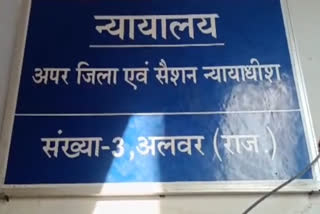 न्यायालय
अपर जिला एवं सैशन न्यायाधीश
संख्या-3,अलवर (राज.)